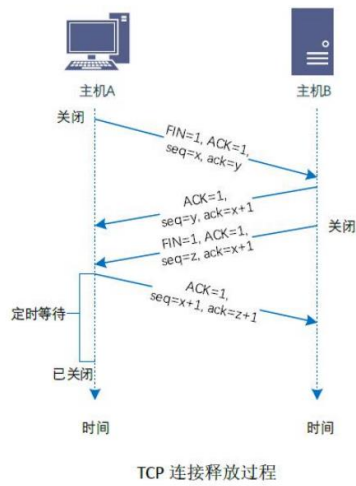 主机A
主机B
关闭
FIN=1, ACK=1,
seq=x, ack=y
ACK=1,
seq=y, ack=x+1
关闭
FIN=1, ACK=1,
seq=z, ack=x+1
ACK=1,
seq=x+1, ack=z+1
定时等待
已关闭
时间
时间
TCP 连接释放过程